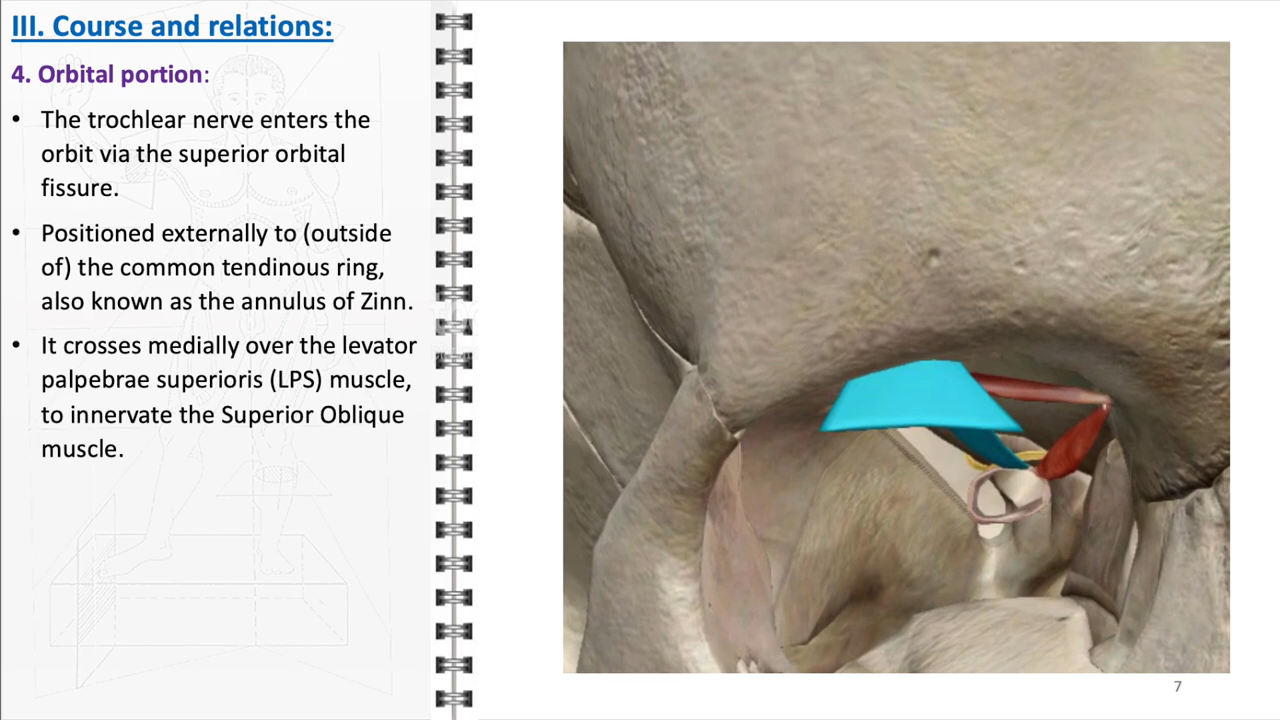 III. Course and relations:
4. Orbital portion:
• The trochlear nerve enters the
orbit via the superior orbital
fissure.
• Positioned externally to (outside
of) the common tendinous ring,
also known as the annulus of Zinn.
• It crosses medially over the levator
palpebrae superioris (LPS) muscle,
to innervate the Superior Oblique
muscle.
7